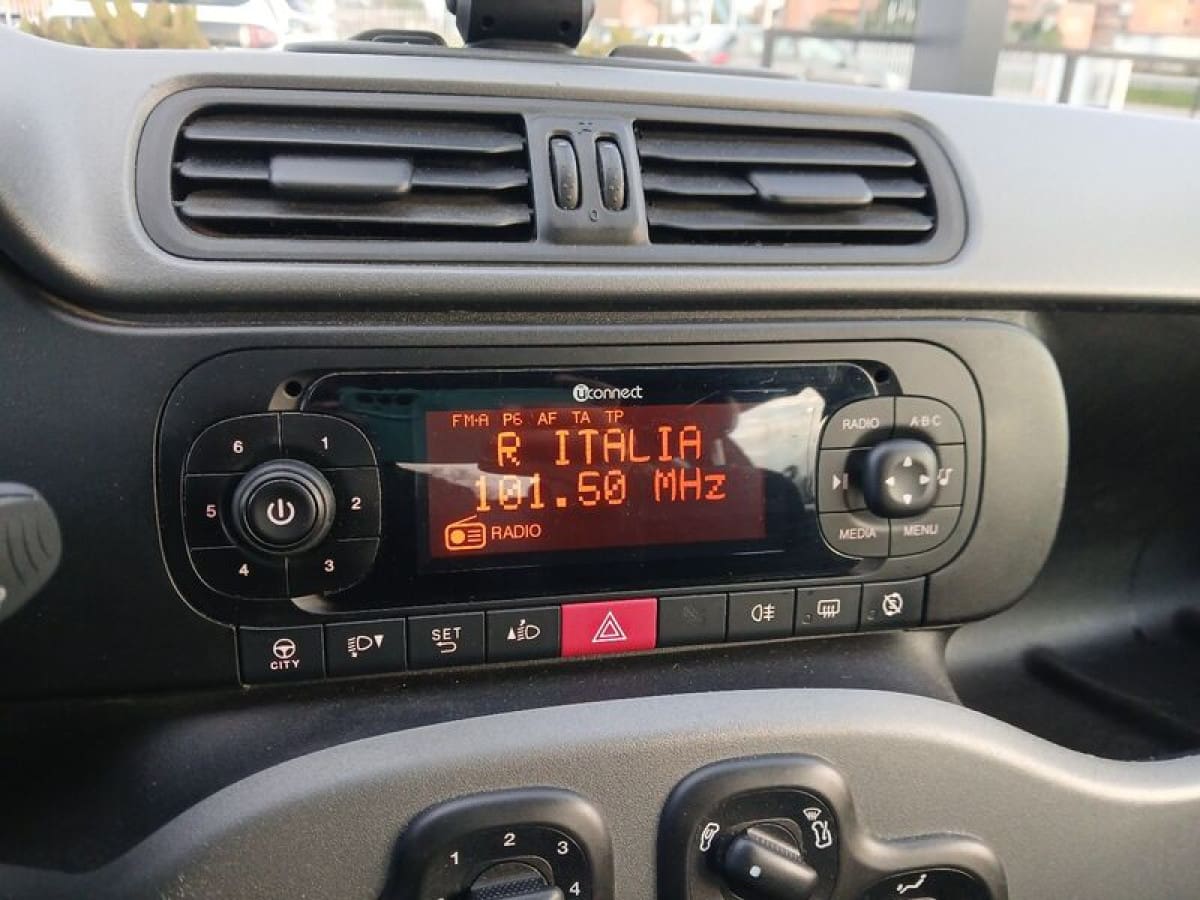 uconnect
FM·A P6 AF TA TP
R ITALIA
101.50 MHz
RADIO
6 1
5 2
4 3
RADIO A·B·C
MEDIA MENU
CITY
SET
0
1 2 3 4